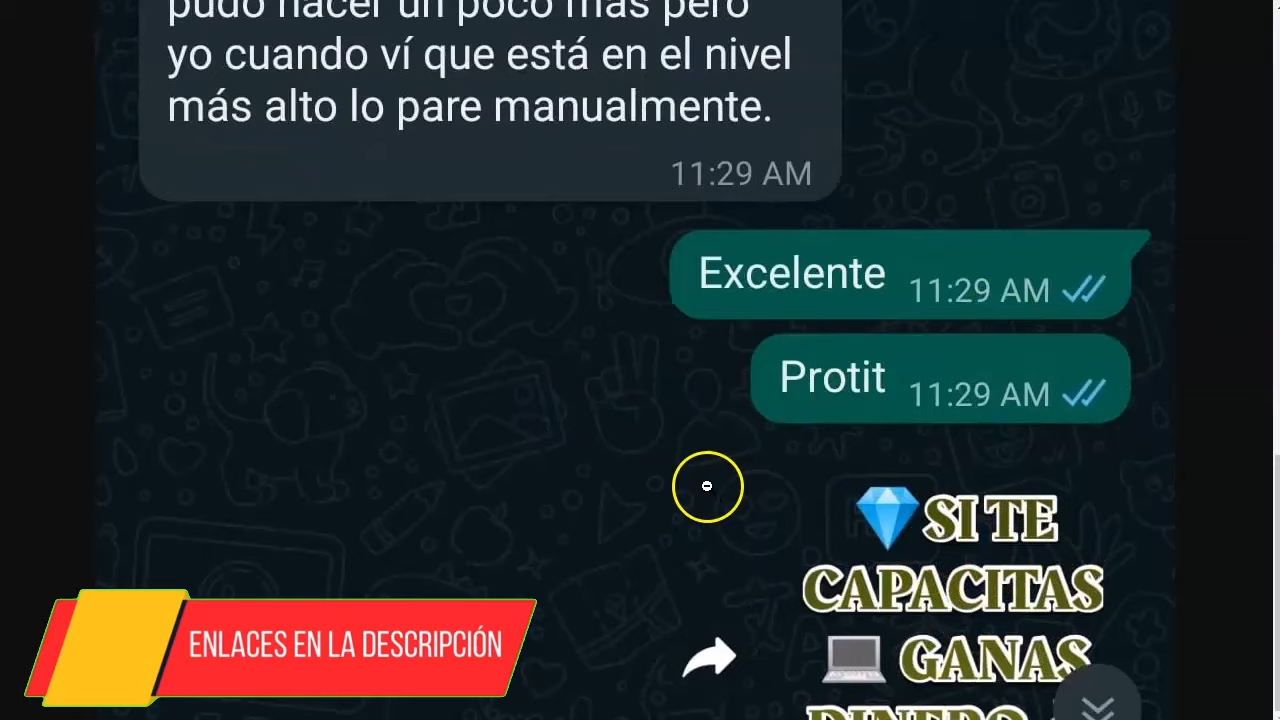 pudo hacer un poco más pero
yo cuando ví que está en el nivel
más alto lo pare manualmente.
11:29 AM
Excelente 11:29 AM
Protit 11:29 AM
💎SI TE
CAPACITAS
💻 GANAS
DINERO
ENLACES EN LA DESCRIPCIÓN